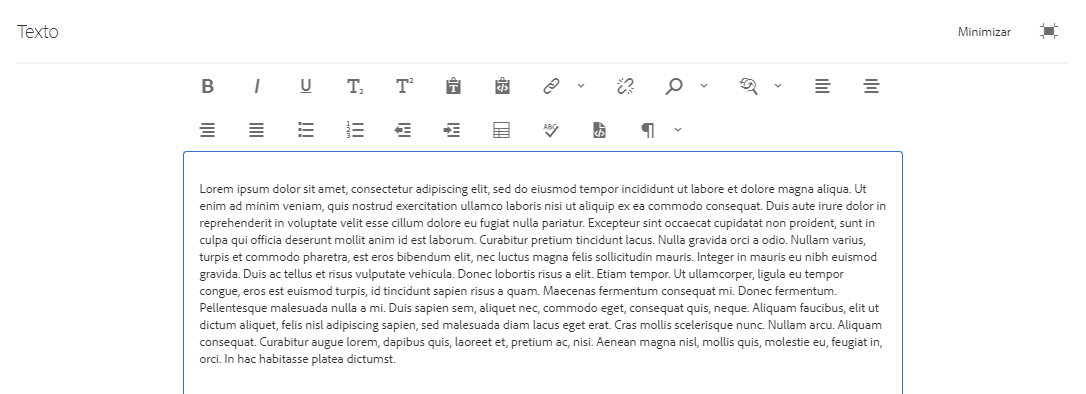 Texto
Minimizar
Lorem ipsum dolor sit amet, consectetur adipiscing elit, sed do eiusmod tempor incididunt ut labore et dolore magna aliqua. Ut
enim ad minim veniam, quis nostrud exercitation ullamco laboris nisi ut aliquip ex ea commodo consequat. Duis aute irure dolor in
reprehenderit in voluptate velit esse cillum dolore eu fugiat nulla pariatur. Excepteur sint occaecat cupidatat non proident, sunt in
culpa qui officia deserunt mollit anim id est laborum. Curabitur pretium tincidunt lacus. Nulla gravida orci a odio. Nullam varius,
turpis et commodo pharetra, est eros bibendum elit, nec luctus magna felis sollicitudin mauris. Integer in mauris eu nibh euismod
gravida. Duis ac tellus et risus vulputate vehicula. Donec lobortis risus a elit. Etiam tempor. Ut ullamcorper, ligula eu tempor
congue, eros est euismod turpis, id tincidunt sapien risus a quam. Maecenas fermentum consequat mi. Donec fermentum.
Pellentesque malesuada nulla a mi. Duis sapien sem, aliquet nec, commodo eget, consequat quis, neque. Aliquam faucibus, elit ut
dictum aliquet, felis nisl adipiscing sapien, sed malesuada diam lacus eget erat. Cras mollis scelerisque nunc. Nullam arcu. Aliquam
consequat. Curabitur augue lorem, dapibus quis, laoreet et, pretium ac, nisi. Aenean magna nisl, mollis quis, molestie eu, feugiat in,
orci. In hac habitasse platea dictumst.